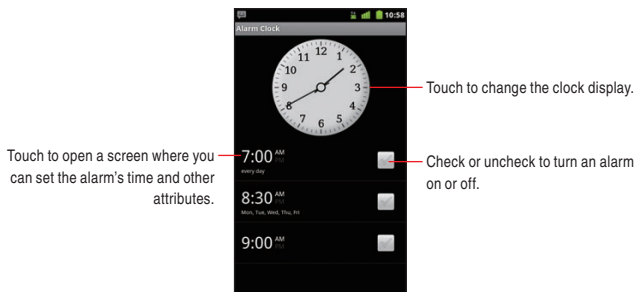 10:58
Alarm Clock
11 12 1
10 2
9 3
8 4
7 6 5
Touch to change the clock display.
Touch to open a screen where you
can set the alarm's time and other
attributes.
7:00 AM
PM
every day
Check or uncheck to turn an alarm
on or off.
8:30 AM
PM
Mon, Tue, Wed, Thu, Fri
9:00 AM
PM